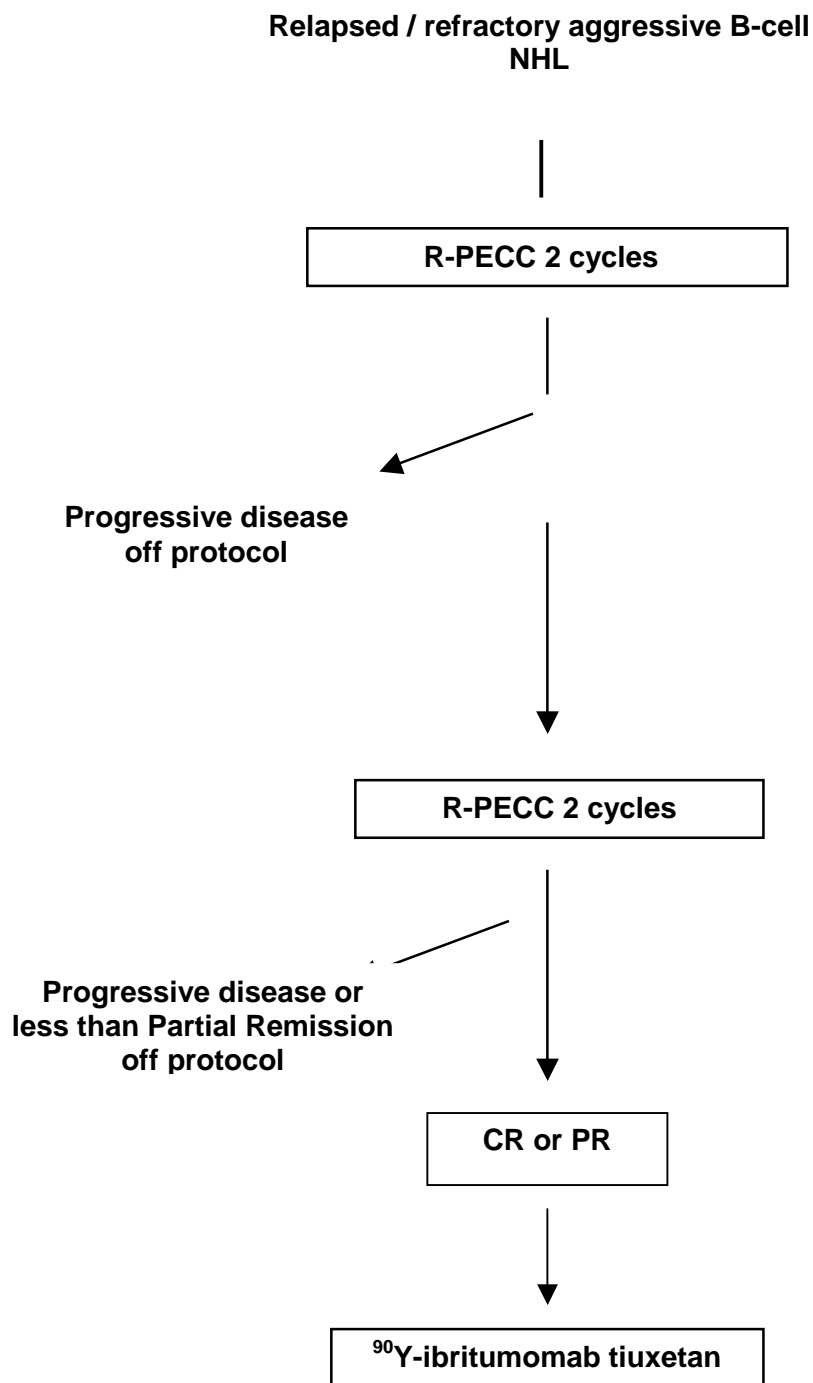 Relapsed / refractory aggressive B-cell
NHL
R-PECC 2 cycles
Progressive disease
off protocol
R-PECC 2 cycles
Progressive disease or
less than Partial Remission
off protocol
CR or PR
⁹⁰Y-ibritumomab tiuxetan